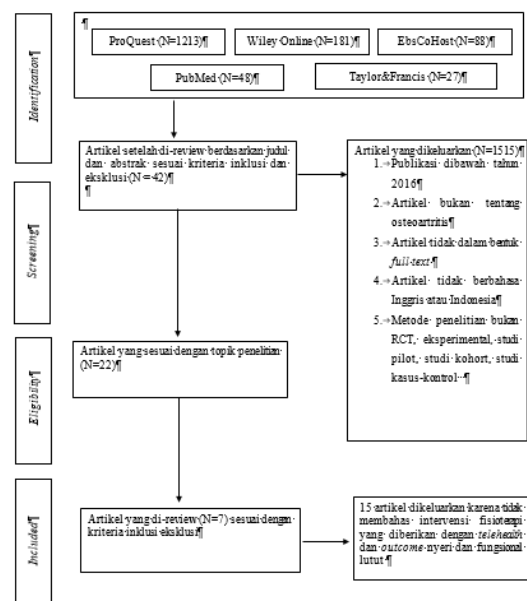 ¶
ProQuest (N=1213)¶
Wiley Online (N=181)¶
EbsCoHost (N=88)¶
PubMed (N=48)¶
Taylor&Francis (N=27)¶
Identification¶
Artikel setelah di-review berdasarkan judul
dan abstrak sesuai kriteria inklusi dan
eksklusi (N = 42)¶
¶
Artikel yang dikeluarkan (N=1515)¶
1.→Publikasi dibawah tahun
2016¶
2.→Artikel bukan tentang
osteoartritis¶
3.→Artikel tidak dalam bentuk
full-text ¶
4.→Artikel tidak berbahasa
Inggris atau Indonesia¶
5.→Metode penelitian bukan
RCT, eksperimental, studi
pilot, studi kohort, studi
kasus-kontrol ¶
Screening¶
Artikel yang sesuai dengan topik penelitian
(N=22)¶
Eligibility¶
Artikel yang di-review (N=7) sesuai dengan
kriteria inklusi eksklusi¶
15 artikel dikeluarkan karena tidak
membahas intervensi fisioterapi
yang diberikan dengan telehealth
dan outcome nyeri dan fungsional
lutut ¶
Included¶